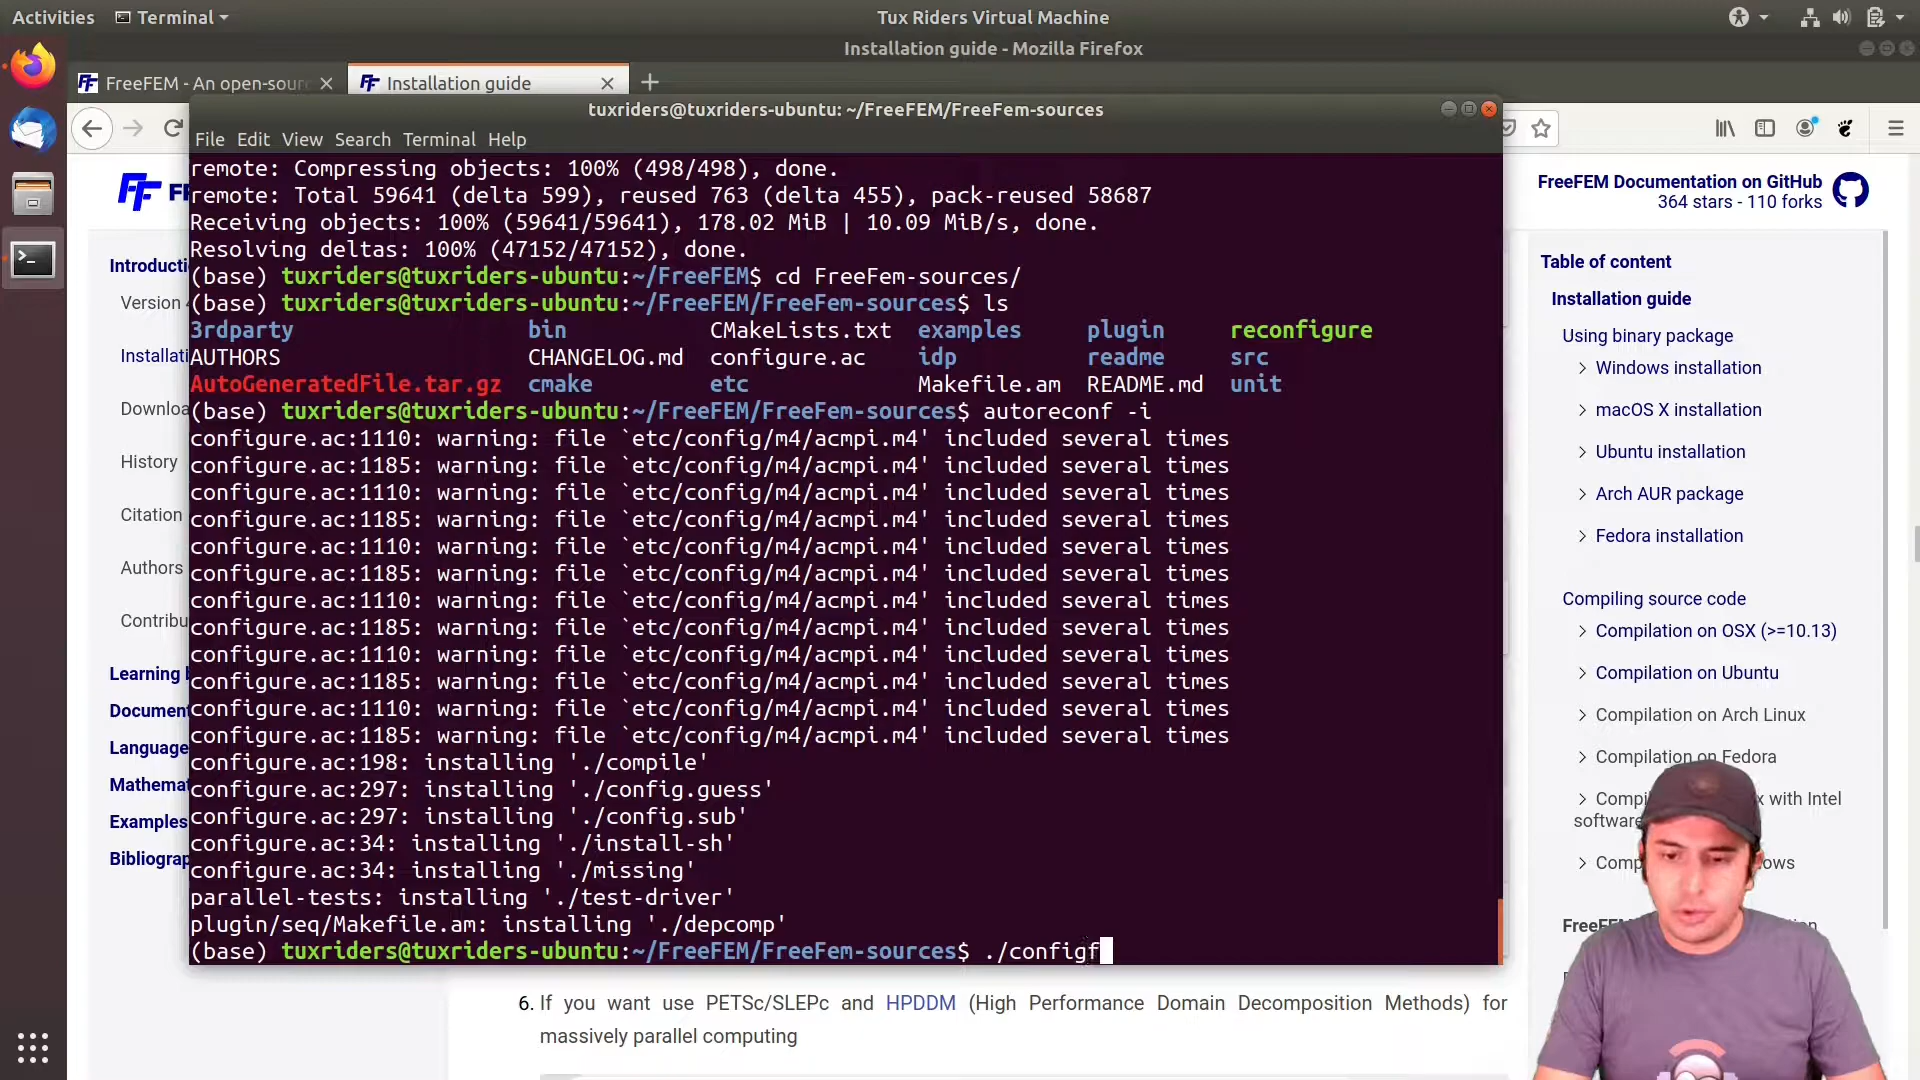 Activities
Terminal
Tux Riders Virtual Machine
Installation guide - Mozilla Firefox
FreeFEM - An open-sour
Installation guide
tuxriders@tuxriders-ubuntu: ~/FreeFEM/FreeFem-sources
File Edit View Search Terminal Help
remote: Compressing objects: 100% (498/498), done.
remote: Total 59641 (delta 599), reused 763 (delta 455), pack-reused 58687
Receiving objects: 100% (59641/59641), 178.02 MiB | 10.09 MiB/s, done.
Resolving deltas: 100% (47152/47152), done.
(base) tuxriders@tuxriders-ubuntu:~/FreeFEM$ cd FreeFem-sources/
(base) tuxriders@tuxriders-ubuntu:~/FreeFEM/FreeFem-sources$ ls
3rdparty bin CMakeLists.txt examples plugin reconfigure
AUTHORS CHANGELOG.md configure.ac idp readme src
AutoGeneratedFile.tar.gz cmake etc Makefile.am README.md unit
(base) tuxriders@tuxriders-ubuntu:~/FreeFEM/FreeFem-sources$ autoreconf -i
configure.ac:1110: warning: file `etc/config/m4/acmpi.m4' included several times
configure.ac:1185: warning: file `etc/config/m4/acmpi.m4' included several times
configure.ac:1110: warning: file `etc/config/m4/acmpi.m4' included several times
configure.ac:1185: warning: file `etc/config/m4/acmpi.m4' included several times
configure.ac:1110: warning: file `etc/config/m4/acmpi.m4' included several times
configure.ac:1185: warning: file `etc/config/m4/acmpi.m4' included several times
configure.ac:1110: warning: file `etc/config/m4/acmpi.m4' included several times
configure.ac:1185: warning: file `etc/config/m4/acmpi.m4' included several times
configure.ac:1110: warning: file `etc/config/m4/acmpi.m4' included several times
configure.ac:1185: warning: file `etc/config/m4/acmpi.m4' included several times
configure.ac:1110: warning: file `etc/config/m4/acmpi.m4' included several times
configure.ac:1185: warning: file `etc/config/m4/acmpi.m4' included several times
configure.ac:198: installing './compile'
configure.ac:297: installing './config.guess'
configure.ac:297: installing './config.sub'
configure.ac:34: installing './install-sh'
configure.ac:34: installing './missing'
parallel-tests: installing './test-driver'
plugin/seq/Makefile.am: installing './depcomp'
(base) tuxriders@tuxriders-ubuntu:~/FreeFEM/FreeFem-sources$ ./configf
Introducti
Version 4
Installati
Downloa
History
Citation
Authors
Contribu
Learning
Document
Language
Mathemat
Examples
Bibliograp
6. If you want use PETSc/SLEPc and HPDDM (High Performance Domain Decomposition Methods) for
massively parallel computing
FreeFEM Documentation on GitHub
364 stars - 110 forks
Table of content
Installation guide
Using binary package
Windows installation
macOS X installation
Ubuntu installation
Arch AUR package
Fedora installation
Compiling source code
Compilation on OSX (>=10.13)
Compilation on Ubuntu
Compilation on Arch Linux
Compilation on Fedora
Compi x with Intel
software
Comp ows
FreeFEM